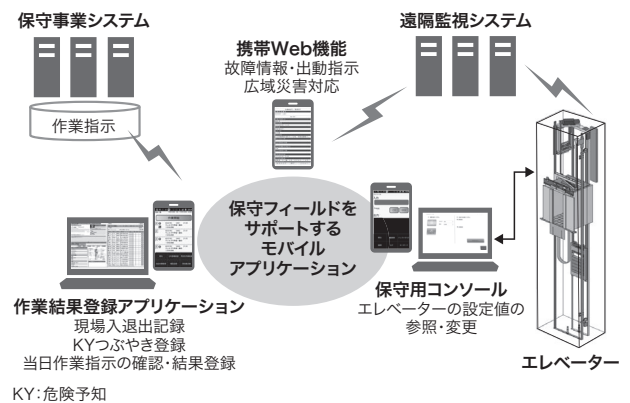 保守事業システム
作業指示
携帯Web機能
故障情報・出動指示
広域災害対応
遠隔監視システム
保守フィールドを
サポートする
モバイル
アプリケーション
作業結果登録アプリケーション
現場入退出記録
KYつぶやき登録
当日作業指示の確認・結果登録
保守用コンソール
エレベーターの設定値の
参照・変更
エレベーター
KY：危険予知